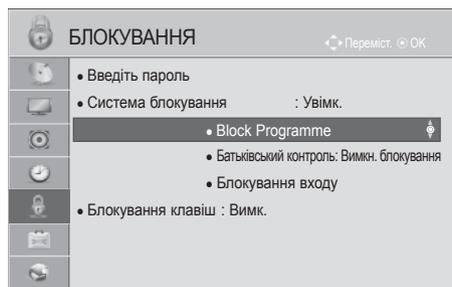 БЛОКУВАННЯ
Переміст. OK
• Введіть пароль
• Система блокування : Увімк.
• Block Programme
• Батьківський контроль: Вимкн. блокування
• Блокування входу
• Блокування клавіш : Вимк.